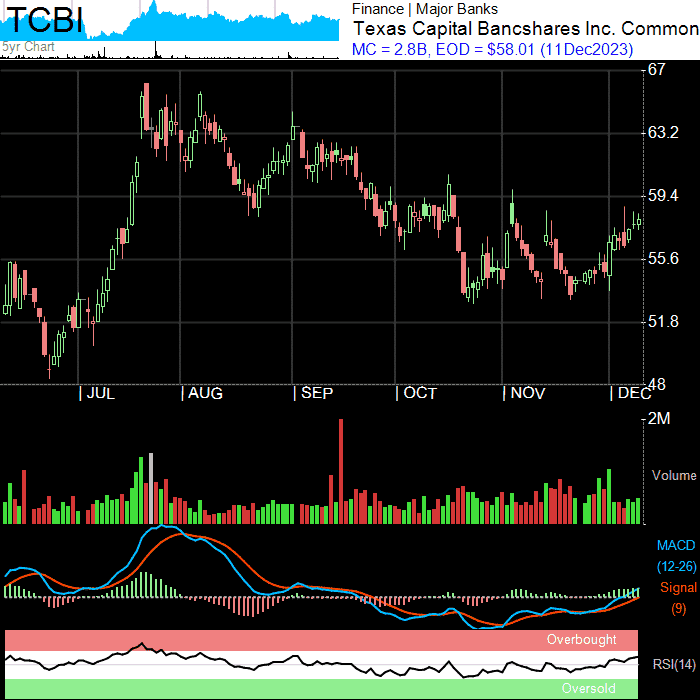 TCBI
5yr Chart
Finance | Major Banks
Texas Capital Bancshares Inc. Common
MC = 2.8B, EOD = $58.01 (11Dec2023)
67
63.2
59.4
55.6
51.8
48
| JUL | AUG | SEP | OCT | NOV | DEC
2M
Volume
MACD
(12-26)
Signal
(9)
Overbought
RSI(14)
Oversold